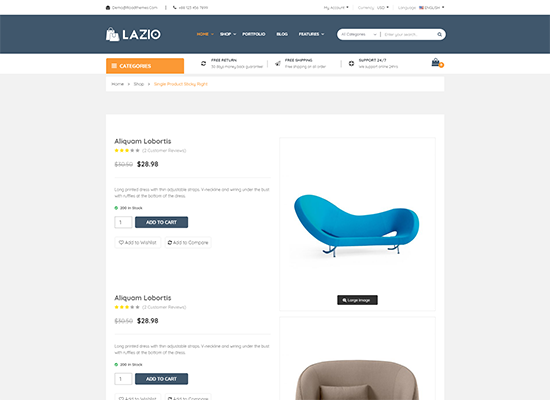 Demo@Roadthemes.Com | +88 123 456 7899
My Account Currency: USD Language: ENGLISH
LAZIO
HOME SHOP PORTFOLIO BLOG FEATURES
All Categories Enter your search...
CATEGORIES
FREE RETURN
30 days money back guarantee!
FREE SHIPPING
Free shipping on all order
SUPPORT 24/7
We support online 24hrs
Home > Shop > Single Product Sticky Right
Aliquam Lobortis
(2 Customer Reviews)
$30.50 $28.98
Long printed dress with thin adjustable straps. V-neckline and wiring under the bust with ruffles at the bottom of the dress.
200 In Stock
1 ADD TO CART
Add to Wishlist Add to Compare
Large Image
Aliquam Lobortis
(2 Customer Reviews)
$30.50 $28.98
Long printed dress with thin adjustable straps. V-neckline and wiring under the bust with ruffles at the bottom of the dress.
200 In Stock
1 ADD TO CART
Add to Wishlist Add to Compare